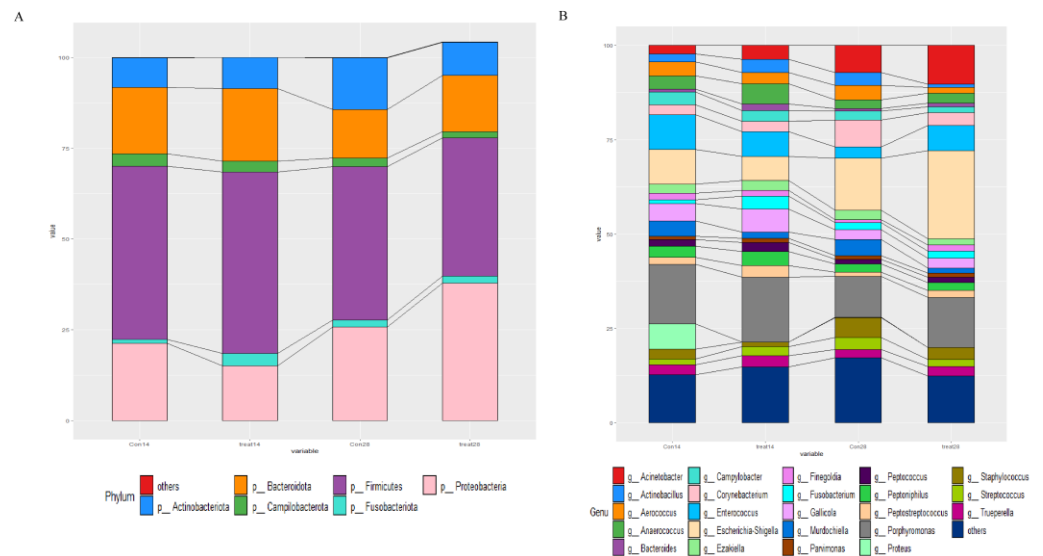 A
B
100
75
50
25
0
value
Con14
treat14
Con28
treat28
variable
Phylum
others
p__ Actinobacteriota
p__ Bacteroidota
p__ Campilobacterota
p__ Firmicutes
p__ Fusobacteriota
p__ Proteobacteria
100
75
50
25
0
value
Con14
treat14
Con28
treat28
variable
Genu
g__ Acinetobacter
g__ Actinobacillus
g__ Aerococcus
g__ Anaerococcus
g__ Bacteroides
g__ Campylobacter
g__ Corynebacterium
g__ Enterococcus
g__ Escherichia-Shigella
g__ Ezakiella
g__ Finegoldia
g__ Fusobacterium
g__ Gallicola
g__ Murdochiella
g__ Parvimonas
g__ Peptococcus
g__ Peptoniphilus
g__ Peptostreptococcus
g__ Porphyromonas
g__ Proteas
g__ Staphylococcus
g__ Streptococcus
g__ Trueperella
others